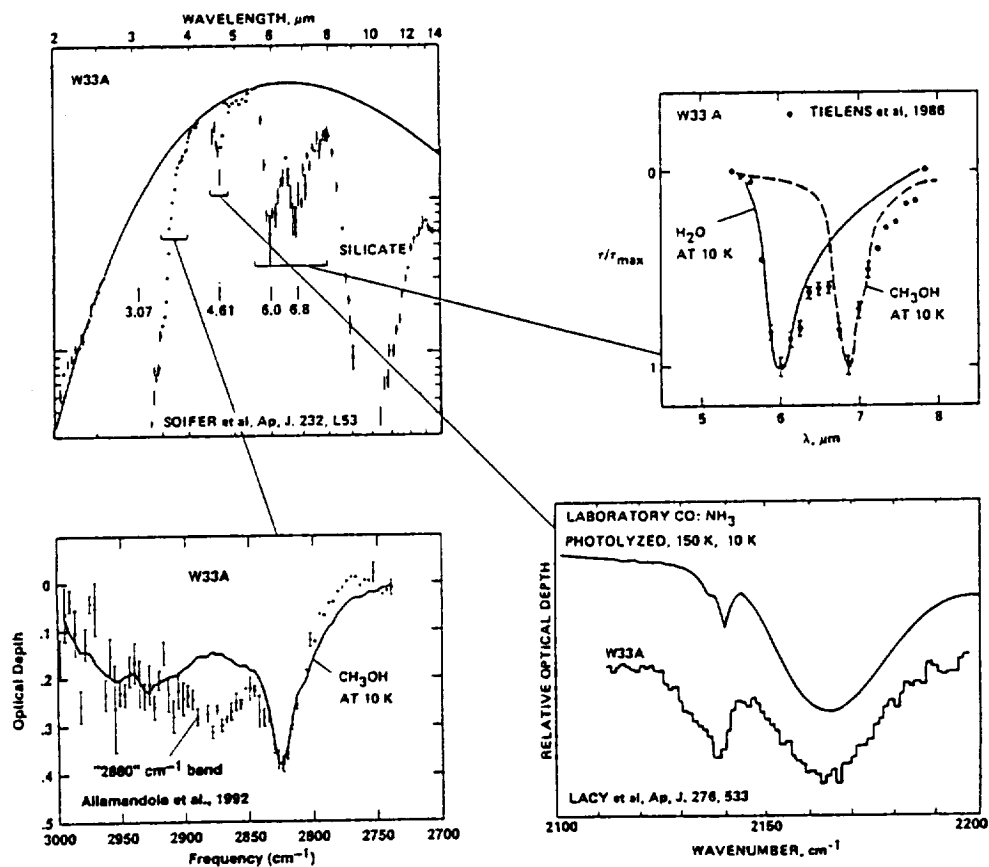 WAVELENGTH, μm
2 3 4 5 6 7 8 10 12 14
W33A
SILICATE
3.07 4.61 6.0 6.8
SOIFER et al, Ap, J. 232, L53
W33 A • TIELENS et al, 1986
0
H2O
AT 10 K
τ/τmax
CH3OH
AT 10 K
1
5 6 7 8
λ, μm
W33A
0
.1
.2
.3
.4
.5
Optical Depth
CH3OH
AT 10 K
"2880" cm-1 band
Allamandola et al., 1992
3000 2950 2900 2850 2800 2750 2700
Frequency (cm-1)
LABORATORY CO: NH3
PHOTOLYZED, 150 K, 10 K
RELATIVE OPTICAL DEPTH
W33A
LACY et al, Ap, J. 276, 533
2100 2150 2200
WAVENUMBER, cm-1